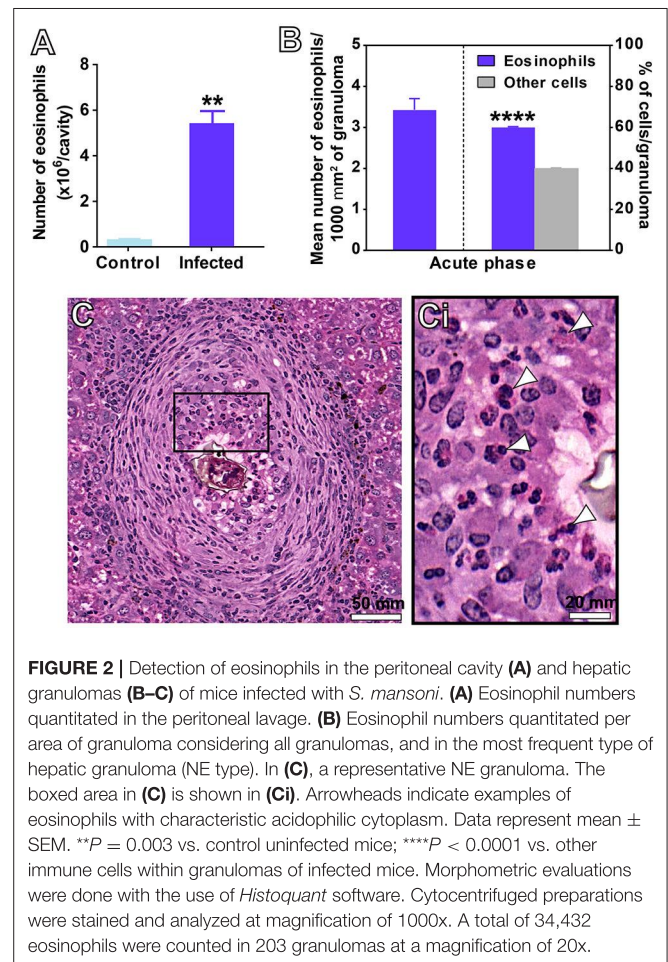 A
Number of eosinophils
(x10⁶/cavity)
8
6
4
2
0
**
Control
Infected
B
Mean number of eosinophils/
1000 mm² of granuloma
5
4
3
2
1
0
Eosinophils
Other cells
****
100
80
60
40
20
0
% of cells/granuloma
Acute phase
C
50 mm
Ci
20 mm
FIGURE 2 | Detection of eosinophils in the peritoneal cavity (A) and hepatic
granulomas (B–C) of mice infected with S. mansoni. (A) Eosinophil numbers
quantitated in the peritoneal lavage. (B) Eosinophil numbers quantitated per
area of granuloma considering all granulomas, and in the most frequent type of
hepatic granuloma (NE type). In (C), a representative NE granuloma. The
boxed area in (C) is shown in (Ci). Arrowheads indicate examples of
eosinophils with characteristic acidophilic cytoplasm. Data represent mean ±
SEM. **P = 0.003 vs. control uninfected mice; ****P < 0.0001 vs. other
immune cells within granulomas of infected mice. Morphometric evaluations
were done with the use of Histoquant software. Cytocentrifuged preparations
were stained and analyzed at magnification of 1000x. A total of 34,432
eosinophils were counted in 203 granulomas at a magnification of 20x.